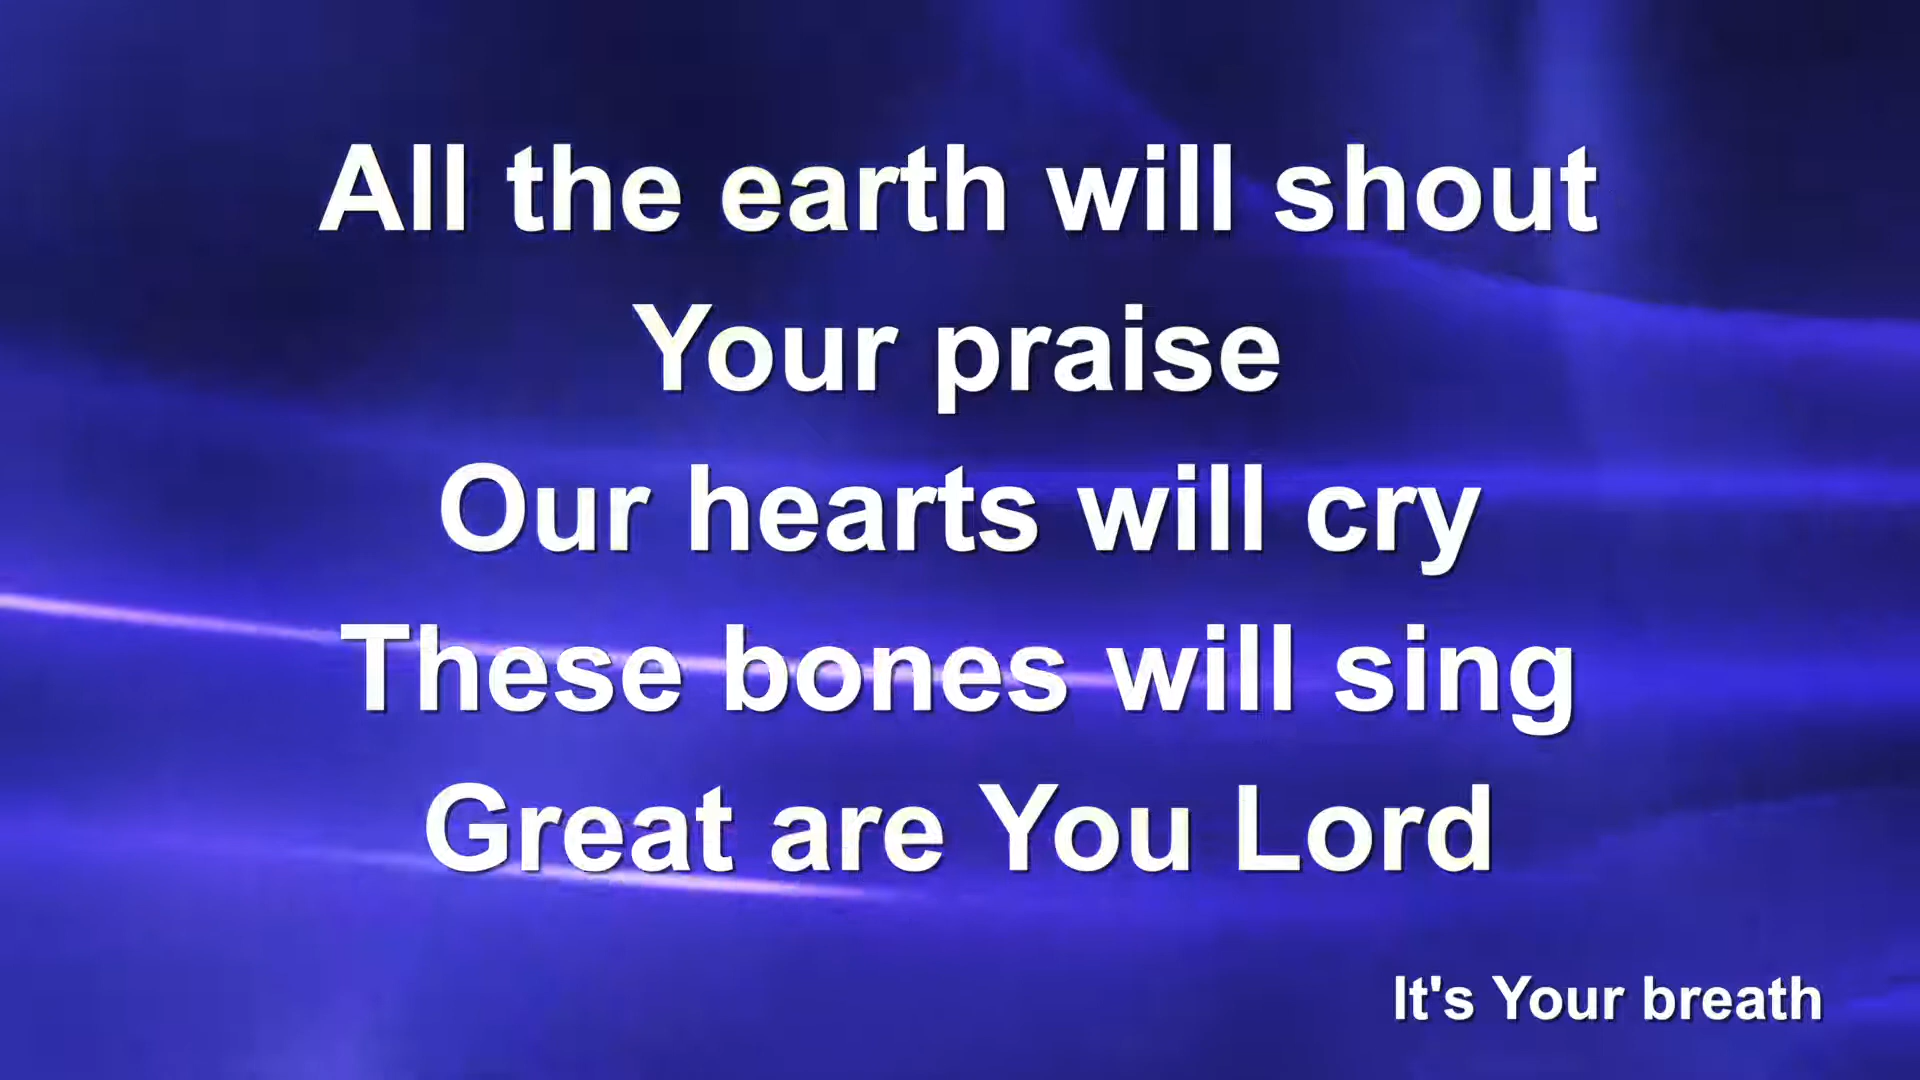 All the earth will shout
Your praise
Our hearts will cry
These bones will sing
Great are You Lord
It's Your breath